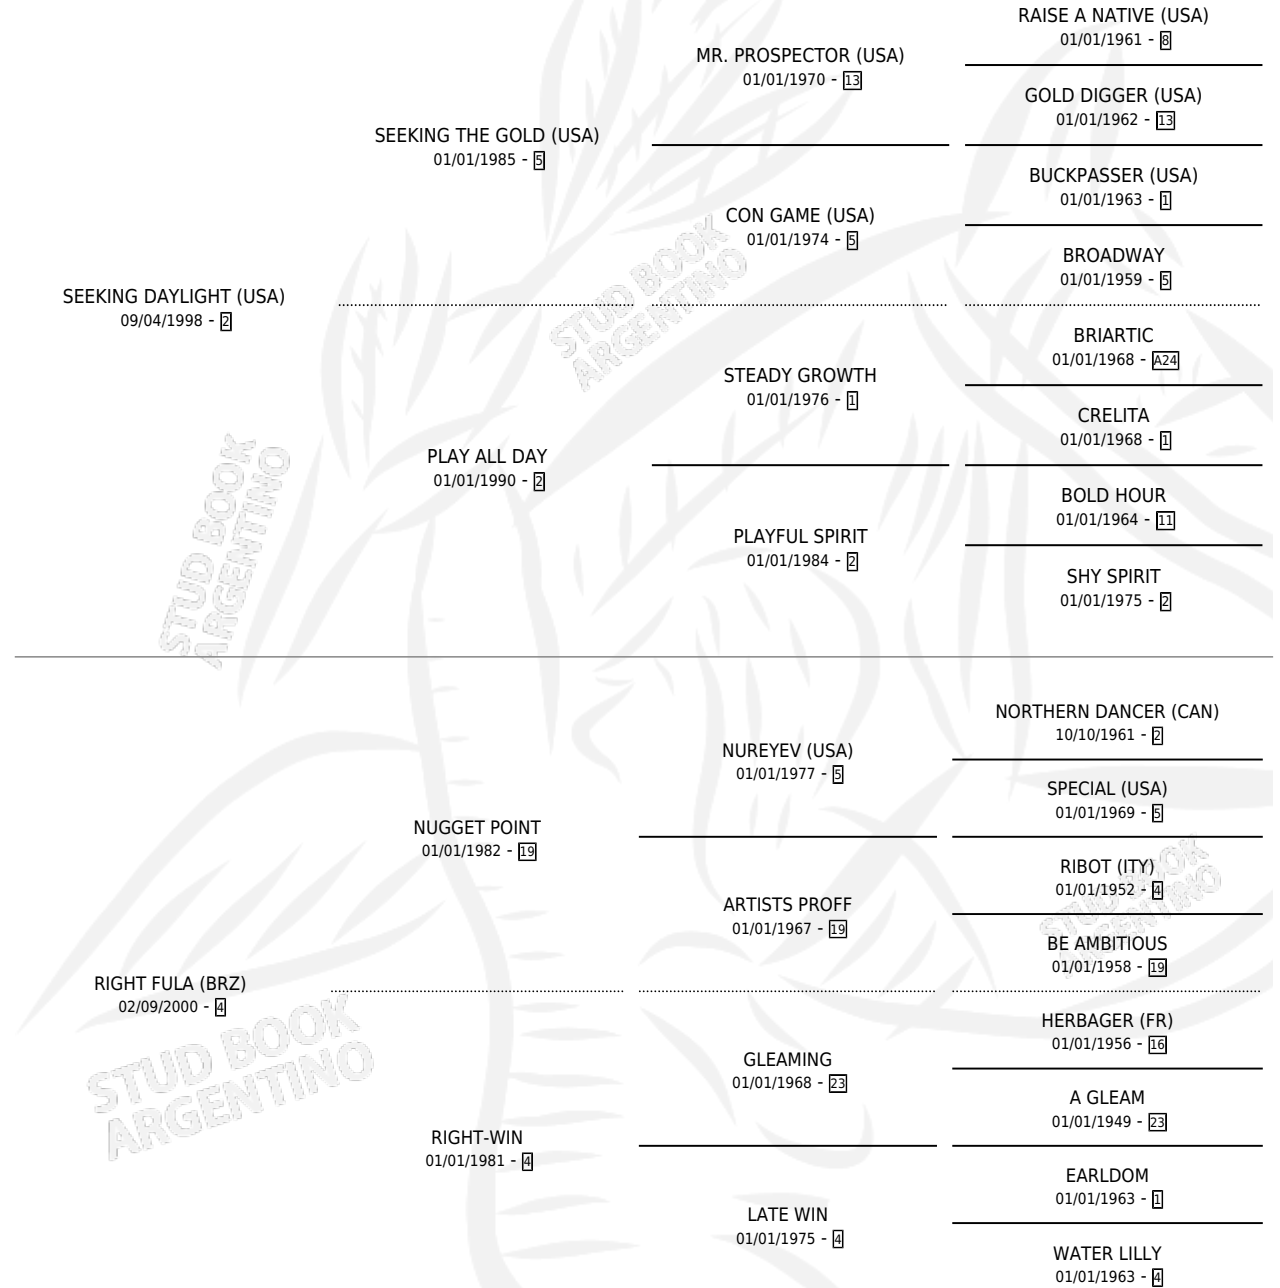 RAISE A NATIVE (USA)
01/01/1961 - 8
MR. PROSPECTOR (USA)
01/01/1970 - 13
GOLD DIGGER (USA)
01/01/1962 - 13
SEEKING THE GOLD (USA)
01/01/1985 - 5
BUCKPASSER (USA)
01/01/1963 - 1
CON GAME (USA)
01/01/1974 - 5
BROADWAY
01/01/1959 - 5
SEEKING DAYLIGHT (USA)
09/04/1998 - 2
STUD BOOK
ARGENTINO
BRIARTIC
01/01/1968 - A24
STEADY GROWTH
01/01/1976 - 1
CRELITA
01/01/1968 - 1
PLAY ALL DAY
01/01/1990 - 2
BOLD HOUR
01/01/1964 - 11
PLAYFUL SPIRIT
01/01/1984 - 2
SHY SPIRIT
01/01/1975 - 2
STUD BOOK
ARGENTINO
NORTHERN DANCER (CAN)
10/10/1961 - 2
NUREYEV (USA)
01/01/1977 - 5
SPECIAL (USA)
01/01/1969 - 5
NUGGET POINT
01/01/1982 - 19
RIBOT (ITY)
01/01/1952 - 4
STUD BOOK
ARGENTINO
ARTISTS PROFF
01/01/1967 - 19
BE AMBITIOUS
01/01/1958 - 19
RIGHT FULA (BRZ)
02/09/2000 - 4
STUD BOOK
ARGENTINO
HERBAGER (FR)
01/01/1956 - 16
GLEAMING
01/01/1968 - 23
A GLEAM
01/01/1949 - 23
RIGHT-WIN
01/01/1981 - 4
EARLDOM
01/01/1963 - 1
LATE WIN
01/01/1975 - 4
WATER LILLY
01/01/1963 - 4